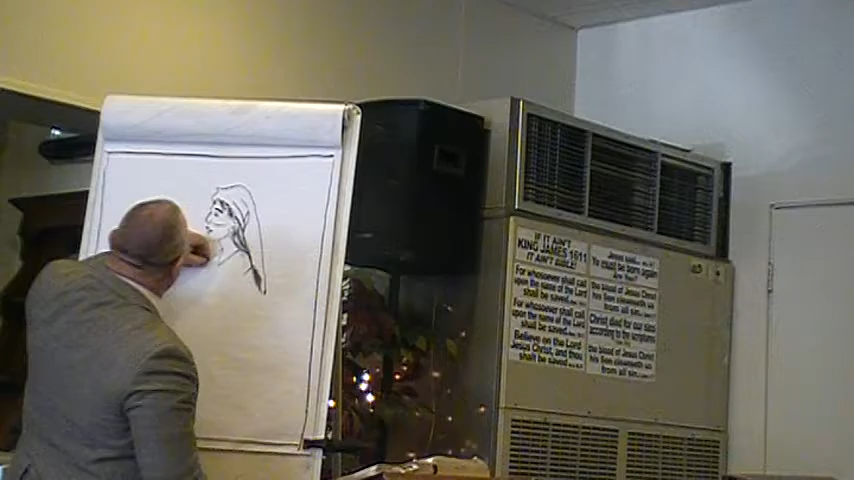 IF IT AIN'T
KING JAMES 1611
IT AIN'T BIBLE!
For whosoever shall call
upon the name of the Lord
shall be saved.
For whosoever shall call
upon the name of the Lord
shall be saved.
Believe on the Lord
Jesus Christ, and thou
shalt be saved
Jesus said...
Ye must be born again
Are You?
the blood of Jesus Christ
his Son cleanseth us
from all sin.
Christ died for our sins
according to the scriptures
the blood of Jesus Christ
his Son cleanseth us
from all sin.